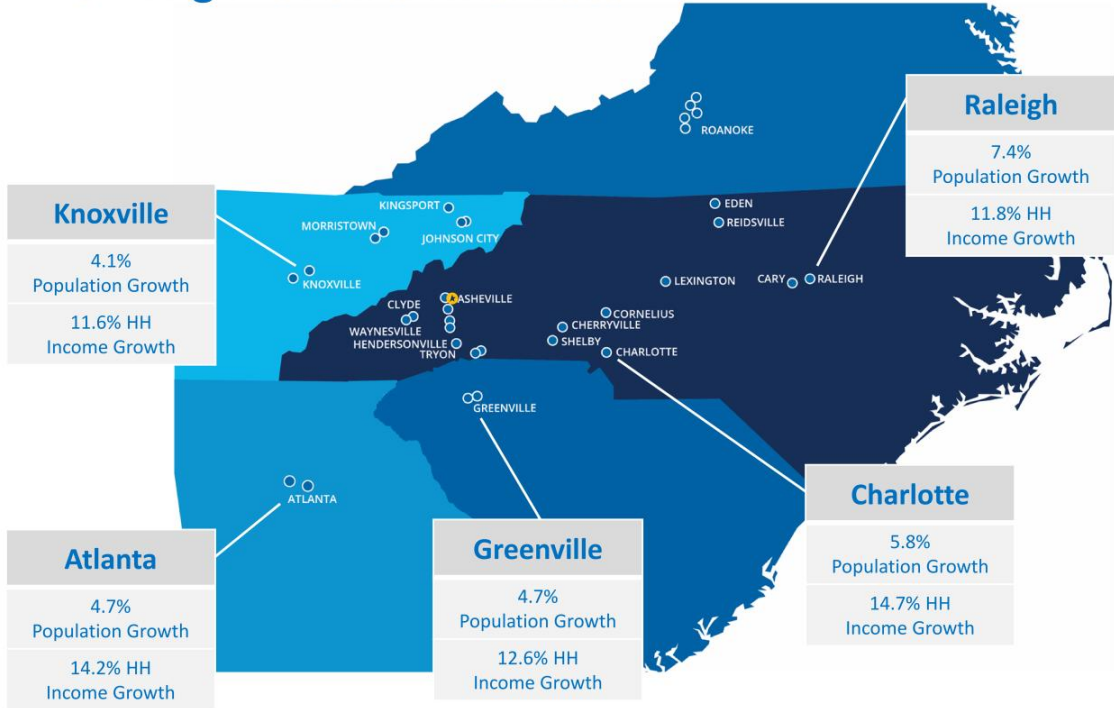 ROANOKE
Raleigh
7.4%
Population Growth
11.8% HH
Income Growth
Knoxville
4.1%
Population Growth
11.6% HH
Income Growth
KINGSPORT
MORRISTOWN
JOHNSON CITY
KNOXVILLE
EDEN
REIDSVILLE
LEXINGTON
CARY
RALEIGH
ASHEVILLE
CLYDE
WAYNESVILLE
HENDERSONVILLE
TRYON
CORNELIUS
CHERRYVILLE
SHELBY
CHARLOTTE
GREENVILLE
ATLANTA
Charlotte
5.8%
Population Growth
14.7% HH
Income Growth
Greenville
4.7%
Population Growth
12.6% HH
Income Growth
Atlanta
4.7%
Population Growth
14.2% HH
Income Growth